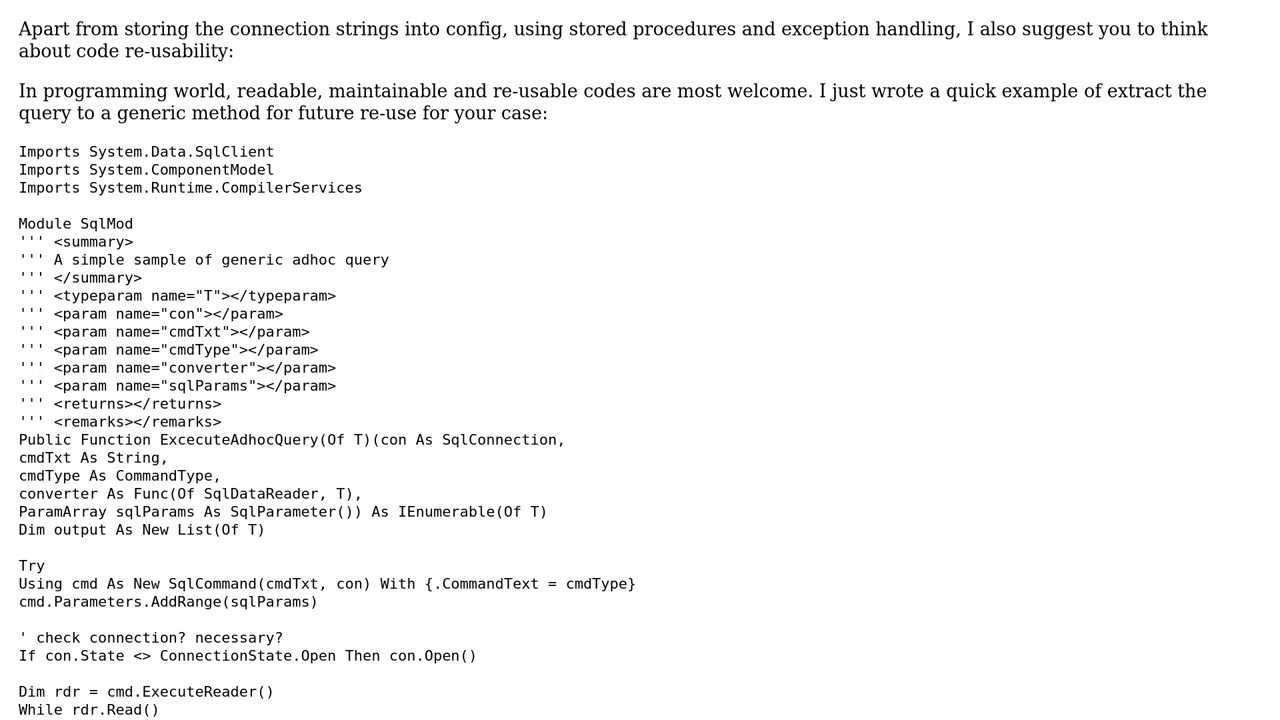 Apart from storing the connection strings into config, using stored procedures and exception handling, I also suggest you to think
about code re-usability:
In programming world, readable, maintainable and re-usable codes are most welcome. I just wrote a quick example of extract the
query to a generic method for future re-use for your case:
Imports System.Data.SqlClient
Imports System.ComponentModel
Imports System.Runtime.CompilerServices
Module SqlMod
''' <summary>
''' A simple sample of generic adhoc query
''' </summary>
''' <typeparam name="T"></typeparam>
''' <param name="con"></param>
''' <param name="cmdTxt"></param>
''' <param name="cmdType"></param>
''' <param name="converter"></param>
''' <param name="sqlParams"></param>
''' <returns></returns>
''' <remarks></remarks>
Public Function ExcecuteAdhocQuery(Of T)(con As SqlConnection,
cmdTxt As String,
cmdType As CommandType,
converter As Func(Of SqlDataReader, T),
ParamArray sqlParams As SqlParameter()) As IEnumerable(Of T)
Dim output As New List(Of T)
Try
Using cmd As New SqlCommand(cmdTxt, con) With {.CommandText = cmdType}
cmd.Parameters.AddRange(sqlParams)
' check connection? necessary?
If con.State <> ConnectionState.Open Then con.Open()
Dim rdr = cmd.ExecuteReader()
While rdr.Read()